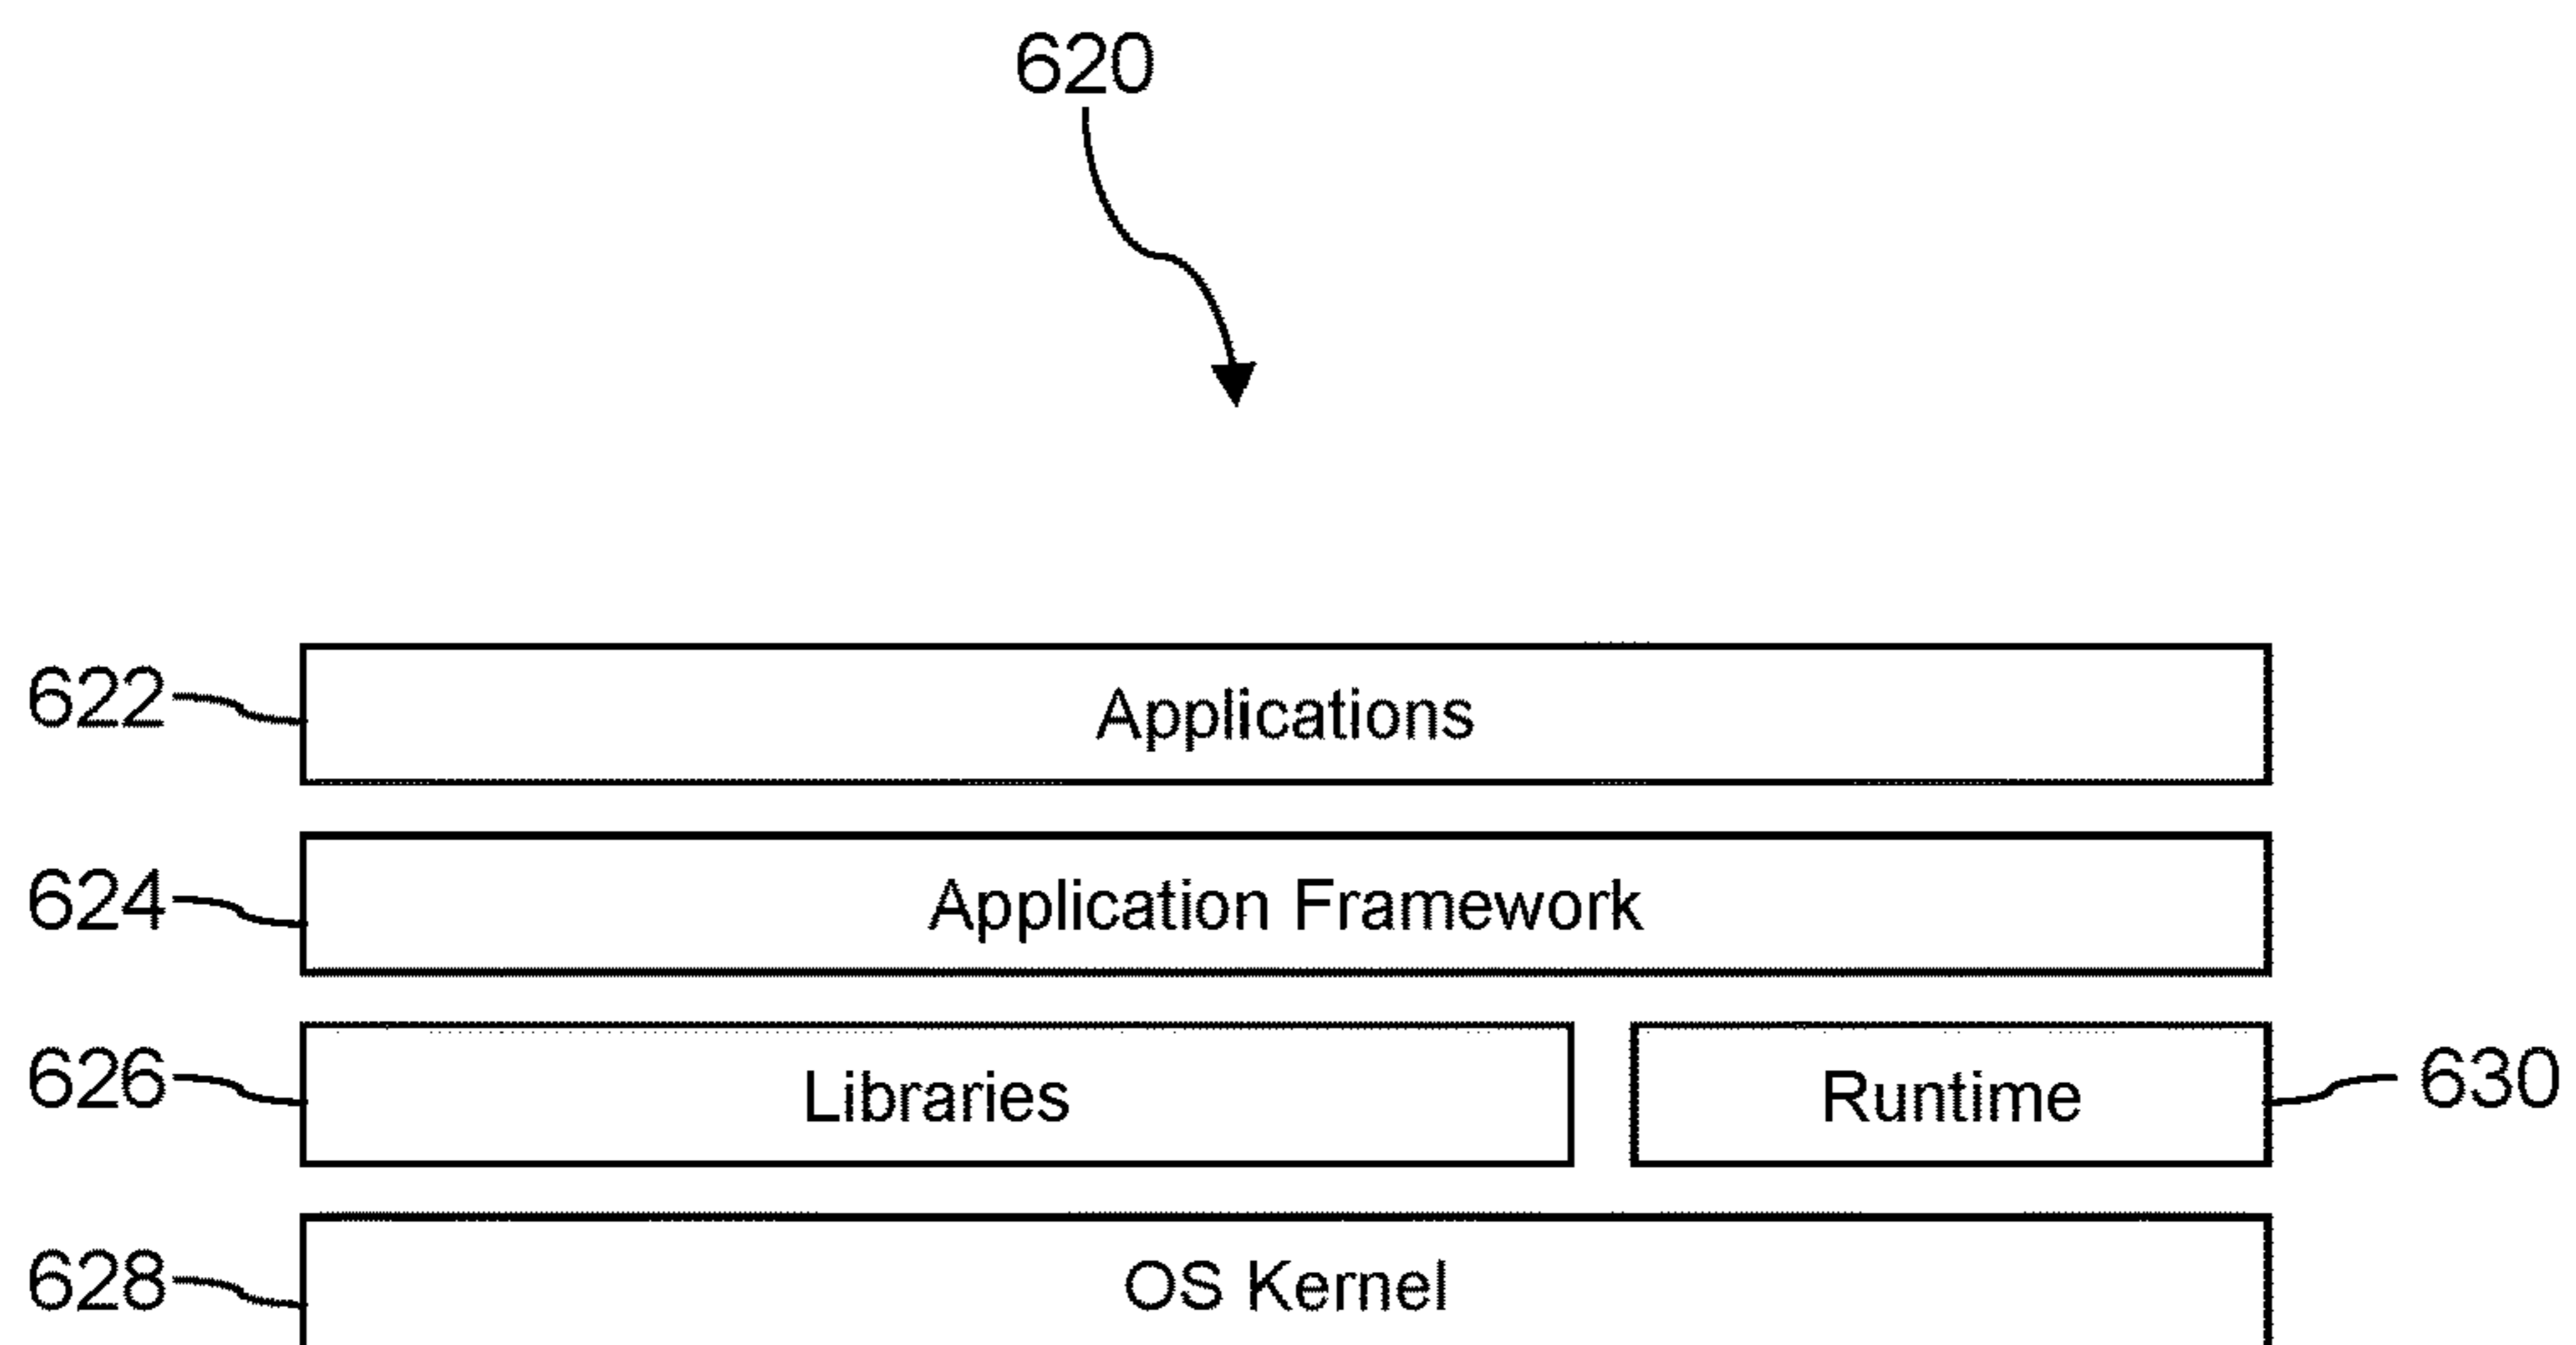 620
622 Applications
624 Application Framework
626 Libraries Runtime 630
628 OS Kernel